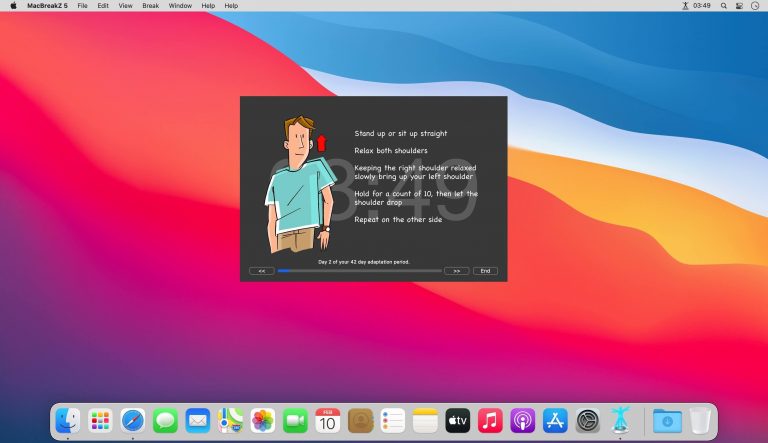 MacBreakZ 5 File Edit View Break Window Help Help 03:49
Stand up or sit up straight
Relax both shoulders
Keeping the right shoulder relaxed
slowly bring up your left shoulder
Hold for a count of 10, then let the
shoulder drop
Repeat on the other side
3:49
Day 2 of your 42 day adaptation period.
<< >> End
FEB
10
tv